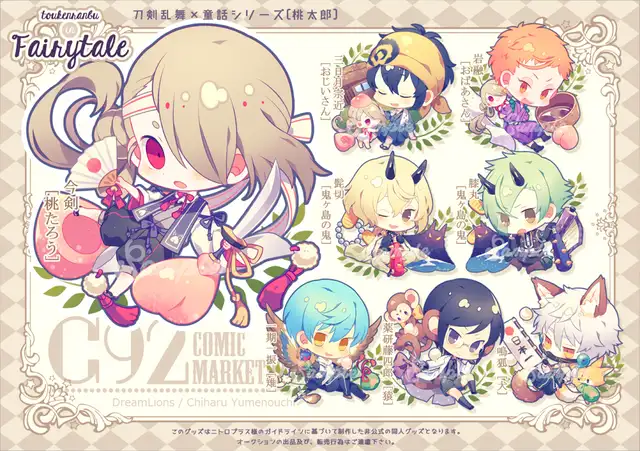 toukenranbu
Fairytale
刀剣乱舞×童話シリーズ[桃太郎]
今剣
[桃たろう]
三日月宗近
[おじいさん]
岩融
[おばあさん]
髭切
[鬼ヶ島の鬼]
膝丸
[鬼ヶ島の鬼]
一期一振[雉]
薬研藤四郎[猿]
鳴狐[犬]
日本一
C92
COMIC
MARKET
DreamLions / Chiharu Yumenouchi
このグッズはニトロプラス様のガイドラインに基づいて制作した非公式の同人グッズとなります。
オークションの出品及び、転売行為はご遠慮下さい。